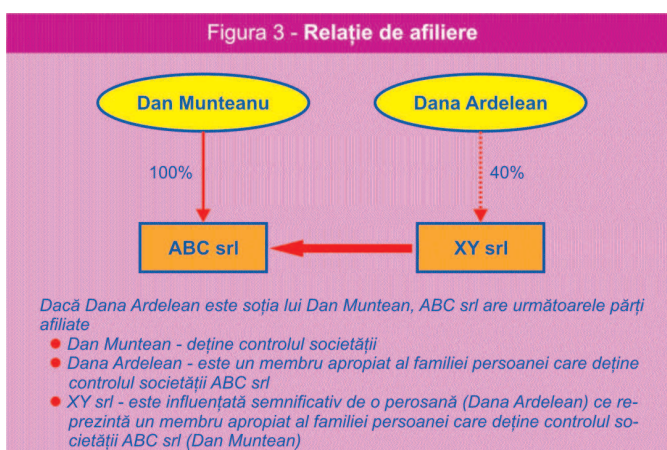 Figura 3 - Relație de afiliere
Dan Munteanu
Dana Ardelean
100%
40%
ABC srl
XY srl
Dacă Dana Ardelean este soția lui Dan Muntean, ABC srl are următoarele părți
afiliate
● Dan Muntean - deține controlul societății
● Dana Ardelean - este un membru apropiat al familiei persoanei care deține
controlul societății ABC srl
● XY srl - este influențată semnificativ de o perosană (Dana Ardelean) ce re-
prezintă un membru apropiat al familiei persoanei care deține controlul so-
cietății ABC srl (Dan Muntean)